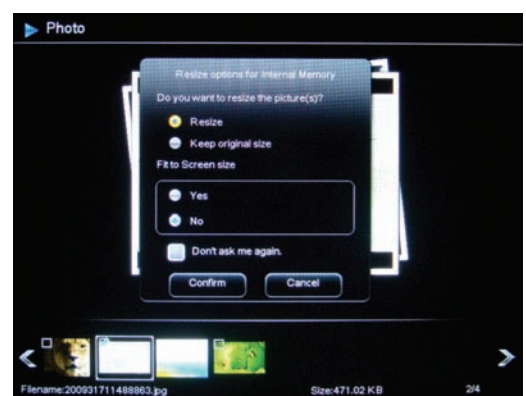 Photo
Resize options for Internal Memory
Do you want to resize the picture(s)?
Resize
Keep original size
Fit to Screen size
Yes
No
Don't ask me again.
Confirm
Cancel
Filename:200931711488863.jpg Size:471.02 KB 2/4